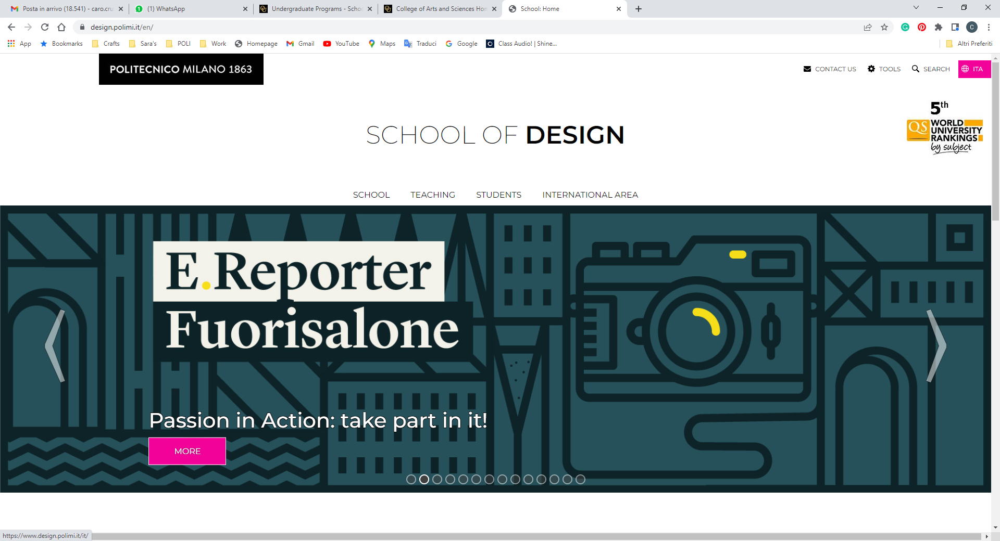 Posta in arrivo (18.541) - caro.cru
(1) WhatsApp
Undergraduate Programs - Schoo
College of Arts and Sciences Hom
School: Home
design.polimi.it/en/
App
Bookmarks
Crafts
Sara's
POLI
Work
Homepage
Gmail
YouTube
Maps
Traduci
Google
Class Audio! | Shine...
Altri Preferiti
POLITECNICO MILANO 1863
CONTACT US
TOOLS
SEARCH
ITA
5th
QS WORLD
UNIVERSITY
RANKINGS
by subject
SCHOOL OF DESIGN
SCHOOL
TEACHING
STUDENTS
INTERNATIONAL AREA
E.Reporter
Fuorisalone
Passion in Action: take part in it!
MORE
https://www.design.polimi.it/it/